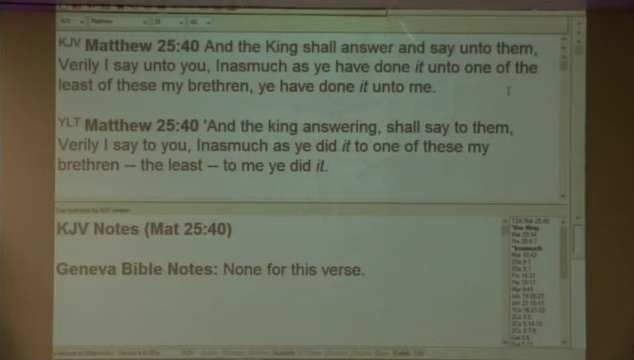 KJV Matthew 25:40 And the King shall answer and say unto them,
Verily I say unto you, Inasmuch as ye have done it unto one of the
least of these my brethren, ye have done it unto me.
YLT Matthew 25:40 'And the king answering, shall say to them,
Verily I say to you, Inasmuch as ye did it to one of these my
brethren -- the least -- to me ye did it.
KJV Notes (Mat 25:40)
Geneva Bible Notes: None for this verse.